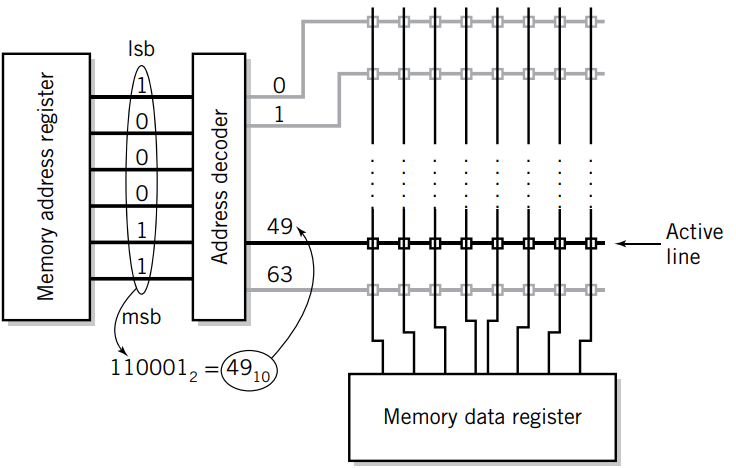 lsb
Memory address register
1
0
0
0
1
1
msb
Address decoder
0
1
49
63
Active
line
110001₂ = 49₁₀
Memory data register